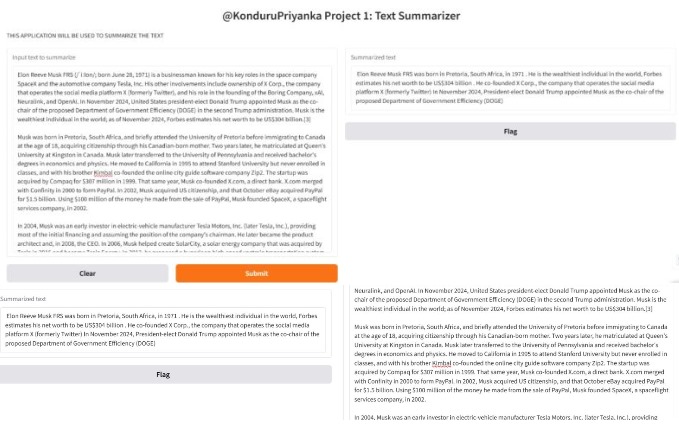 @KonduruPriyanka Project 1: Text Summarizer
THIS APPLICATION WILL BE USED TO SUMMARIZE THE TEXT
Input text to summarize
Elon Reeve Musk FRS (/ˈiːlɒn/; born June 28, 1971) is a businessman known for his key roles in the space company
SpaceX and the automotive company Tesla, Inc. His other involvements include ownership of X Corp., the company
that operates the social media platform X (formerly Twitter), and his role in the founding of the Boring Company, xAI,
Neuralink, and OpenAI. In November 2024, United States president-elect Donald Trump appointed Musk as the co-
chair of the proposed Department of Government Efficiency (DOGE) in the second Trump administration. Musk is the
wealthiest individual in the world; as of November 2024, Forbes estimates his net worth to be US$304 billion.[3]
Musk was born in Pretoria, South Africa, and briefly attended the University of Pretoria before immigrating to Canada
at the age of 18, acquiring citizenship through his Canadian-born mother. Two years later, he matriculated at Queen's
University at Kingston in Canada. Musk later transferred to the University of Pennsylvania and received bachelor's
degrees in economics and physics. He moved to California in 1995 to attend Stanford University but never enrolled in
classes, and with his brother Kimbal co-founded the online city guide software company Zip2. The startup was
acquired by Compaq for $307 million in 1999. That same year, Musk co-founded X.com, a direct bank. X.com merged
with Confinity in 2000 to form PayPal. In 2002, Musk acquired US citizenship, and that October eBay acquired PayPal
for $1.5 billion. Using $100 million of the money he made from the sale of PayPal, Musk founded SpaceX, a spaceflight
services company, in 2002.
In 2004, Musk was an early investor in electric-vehicle manufacturer Tesla Motors, Inc. (later Tesla, Inc.), providing
most of the initial financing and assuming the position of the company's chairman. He later became the product
architect and, in 2008, the CEO. In 2006, Musk helped create SolarCity, a solar energy company that was acquired by
Clear
Submit
Summarized text
Elon Reeve Musk FRS was born in Pretoria, South Africa, in 1971 . He is the wealthiest individual in the world, Forbes
estimates his net worth to be US$304 billion . He co-founded X Corp., the company that operates the social media
platform X (formerly Twitter) In November 2024, President-elect Donald Trump appointed Musk as the co-chair of the
proposed Department of Government Efficiency (DOGE)
Flag
Summarized text
Elon Reeve Musk FRS was born in Pretoria, South Africa, in 1971 . He is the wealthiest individual in the world, Forbes
estimates his net worth to be US$304 billion . He co-founded X Corp., the company that operates the social media
platform X (formerly Twitter) In November 2024, President-elect Donald Trump appointed Musk as the co-chair of the
proposed Department of Government Efficiency (DOGE)
Flag
Neuralink, and OpenAI. In November 2024, United States president-elect Donald Trump appointed Musk as the co-
chair of the proposed Department of Government Efficiency (DOGE) in the second Trump administration. Musk is the
wealthiest individual in the world; as of November 2024, Forbes estimates his net worth to be US$304 billion.[3]
Musk was born in Pretoria, South Africa, and briefly attended the University of Pretoria before immigrating to Canada
at the age of 18, acquiring citizenship through his Canadian-born mother. Two years later, he matriculated at Queen's
University at Kingston in Canada. Musk later transferred to the University of Pennsylvania and received bachelor's
degrees in economics and physics. He moved to California in 1995 to attend Stanford University but never enrolled in
classes, and with his brother Kimbal co-founded the online city guide software company Zip2. The startup was
acquired by Compaq for $307 million in 1999. That same year, Musk co-founded X.com, a direct bank. X.com merged
with Confinity in 2000 to form PayPal. In 2002, Musk acquired US citizenship, and that October eBay acquired PayPal
for $1.5 billion. Using $100 million of the money he made from the sale of PayPal, Musk founded SpaceX, a spaceflight
services company, in 2002.
In 2004, Musk was an early investor in electric-vehicle manufacturer Tesla Motors, Inc. (later Tesla, Inc.), providing